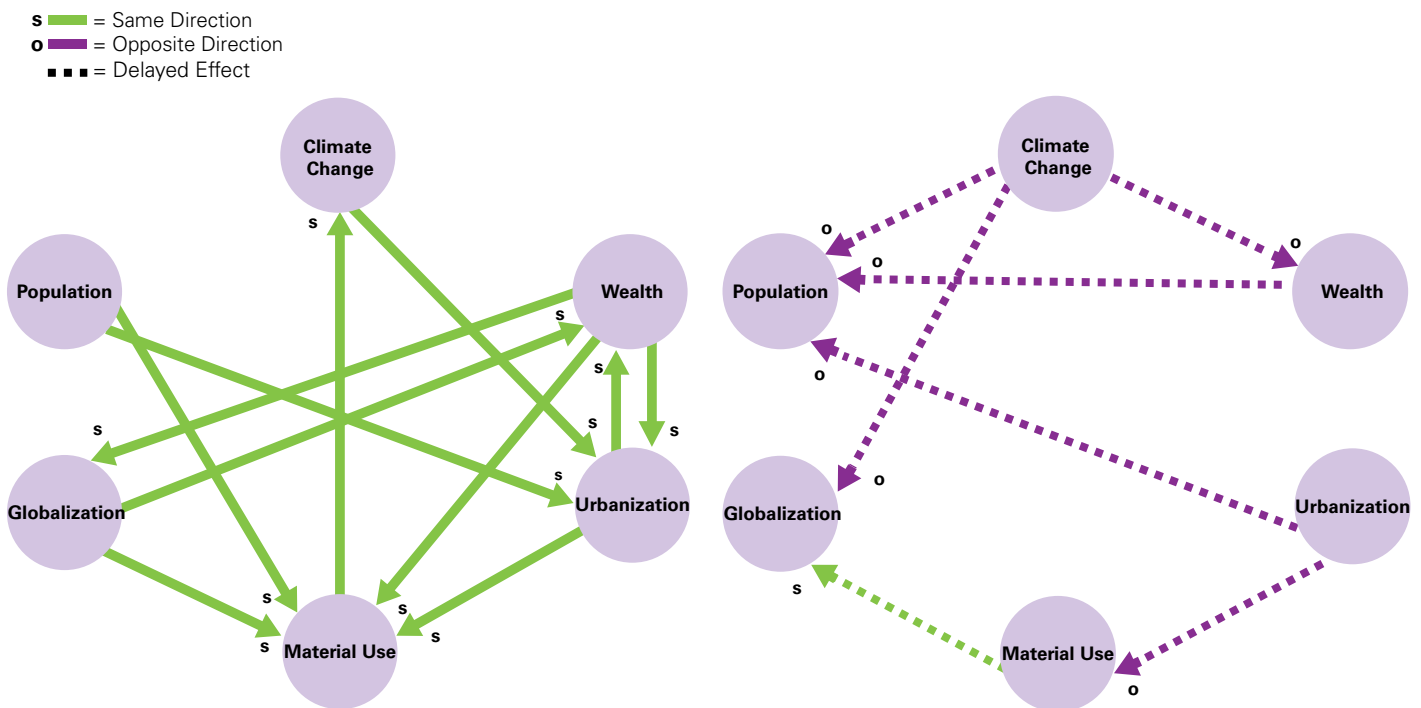 s = Same Direction
o = Opposite Direction
= Delayed Effect
Climate
Change
s
Population
Wealth
s
s
s
s
s
s
Globalization
Urbanization
s
s
s
s
Material Use
Climate
Change
o
o
o
Population
Wealth
o
o
Globalization
Urbanization
s
Material Use
o